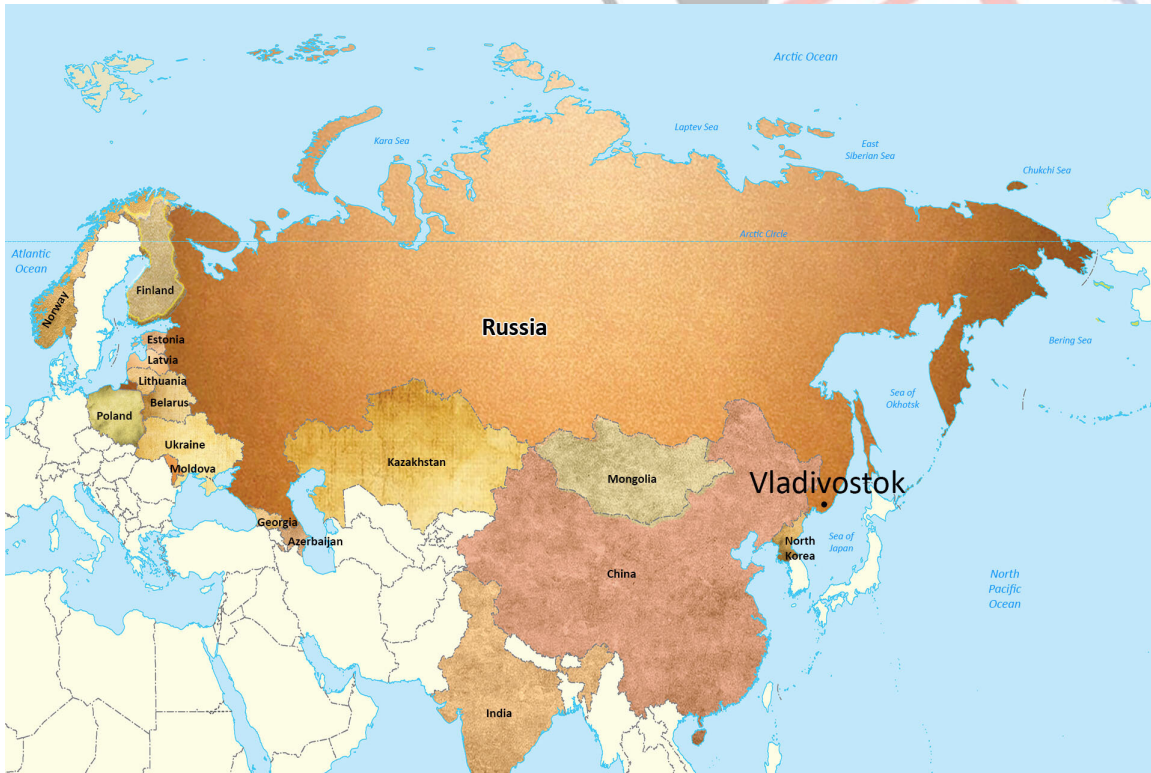 Arctic Ocean
Laptev Sea
Kara Sea
East
Siberian Sea
Chukchi Sea
Arctic Circle
Atlantic
Ocean
Norway
Finland
Russia
Estonia
Latvia
Lithuania
Belarus
Poland
Ukraine
Moldova
Bering Sea
Sea of
Okhotsk
Kazakhstan
Mongolia
Vladivostok
Georgia
Azerbaijan
North
Korea
Sea of
Japan
China
North
Pacific
Ocean
India